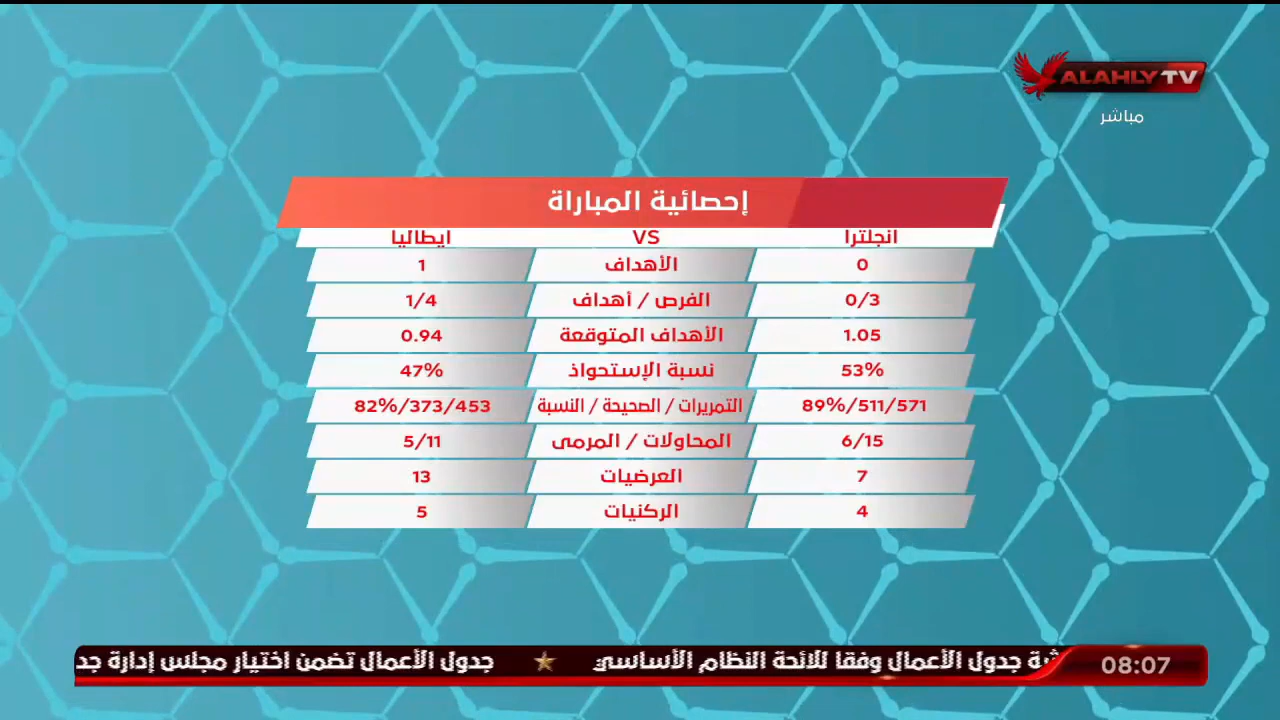 ALAHLY TV
مباشر
إحصائية المباراة
انجلترا VS ايطاليا
0 الأهداف 1
0/3 الفرص / أهداف 1/4
1.05 الأهداف المتوقعة 0.94
53% نسبة الإستحواذ 47%
89%/511/571 التمريرات / الصحيحة / النسبة 82%/373/453
6/15 المحاولات / المرمى 5/11
7 العرضيات 13
4 الركنيات 5
08:07 جدول الأعمال وفقا للائحة النظام الأساسي جدول الأعمال تضمن اختيار مجلس إدارة